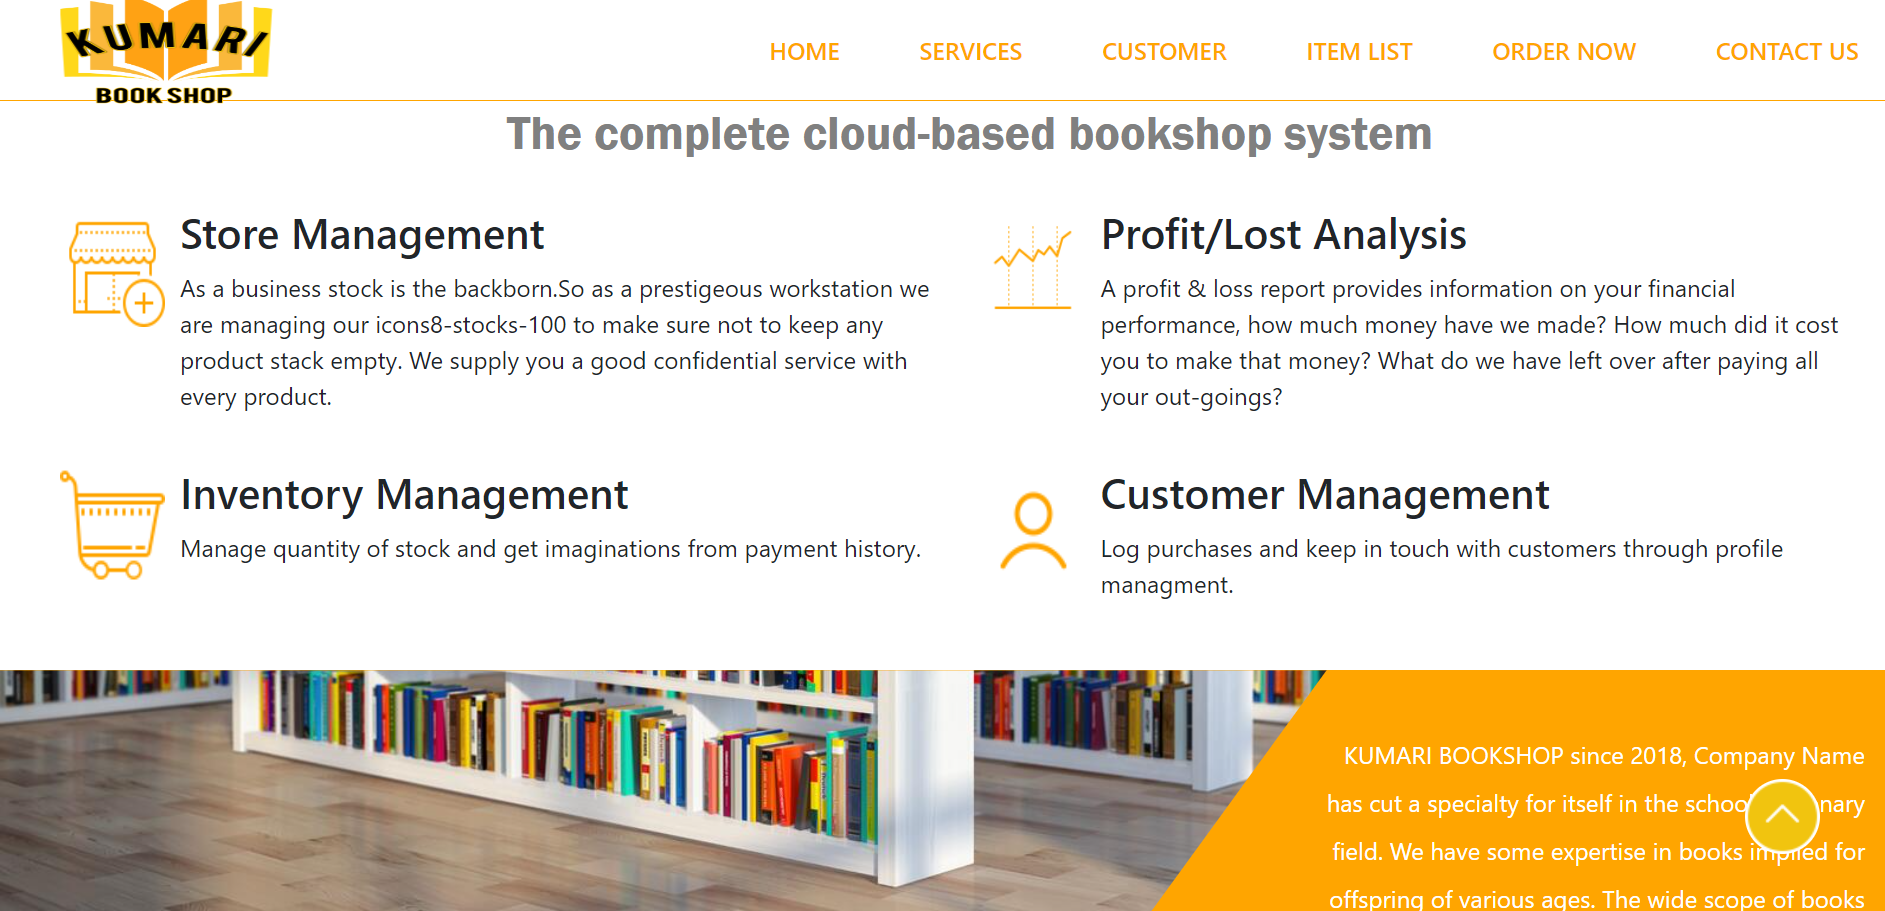 KUMARI
BOOK SHOP
HOME SERVICES CUSTOMER ITEM LIST ORDER NOW CONTACT US
The complete cloud-based bookshop system
Store Management
As a business stock is the backborn.So as a prestigeous workstation we
are managing our icons8-stocks-100 to make sure not to keep any
product stack empty. We supply you a good confidential service with
every product.
Profit/Lost Analysis
A profit & loss report provides information on your financial
performance, how much money have we made? How much did it cost
you to make that money? What do we have left over after paying all
your out-goings?
Inventory Management
Manage quantity of stock and get imaginations from payment history.
Customer Management
Log purchases and keep in touch with customers through profile
managment.
KUMARI BOOKSHOP since 2018, Company Name
has cut a specialty for itself in the school
field. We have some expertise in books implied for
offspring of various ages. The wide scope of books